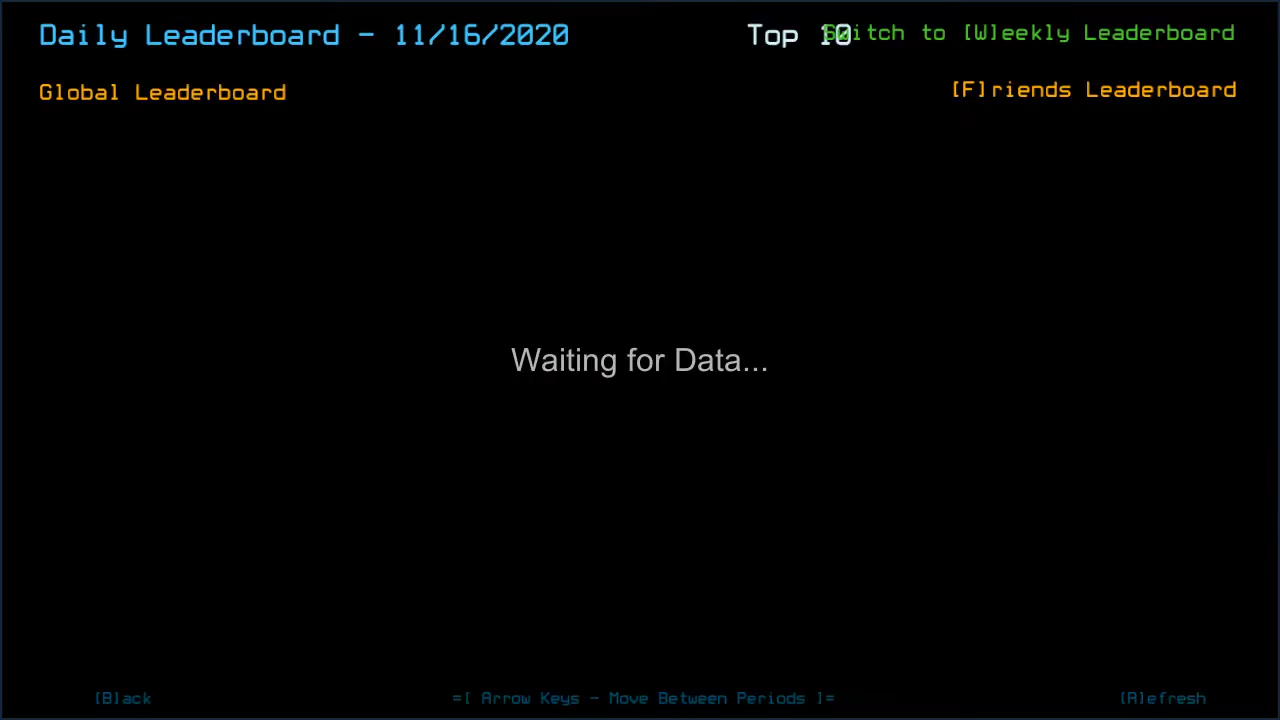 Daily Leaderboard - 11/16/2020
Top 10
Switch to [W]eekly Leaderboard
Global Leaderboard
[F]riends Leaderboard
Waiting for Data...
[B]ack
=[ Arrow Keys - Move Between Periods ]=
[R]efresh